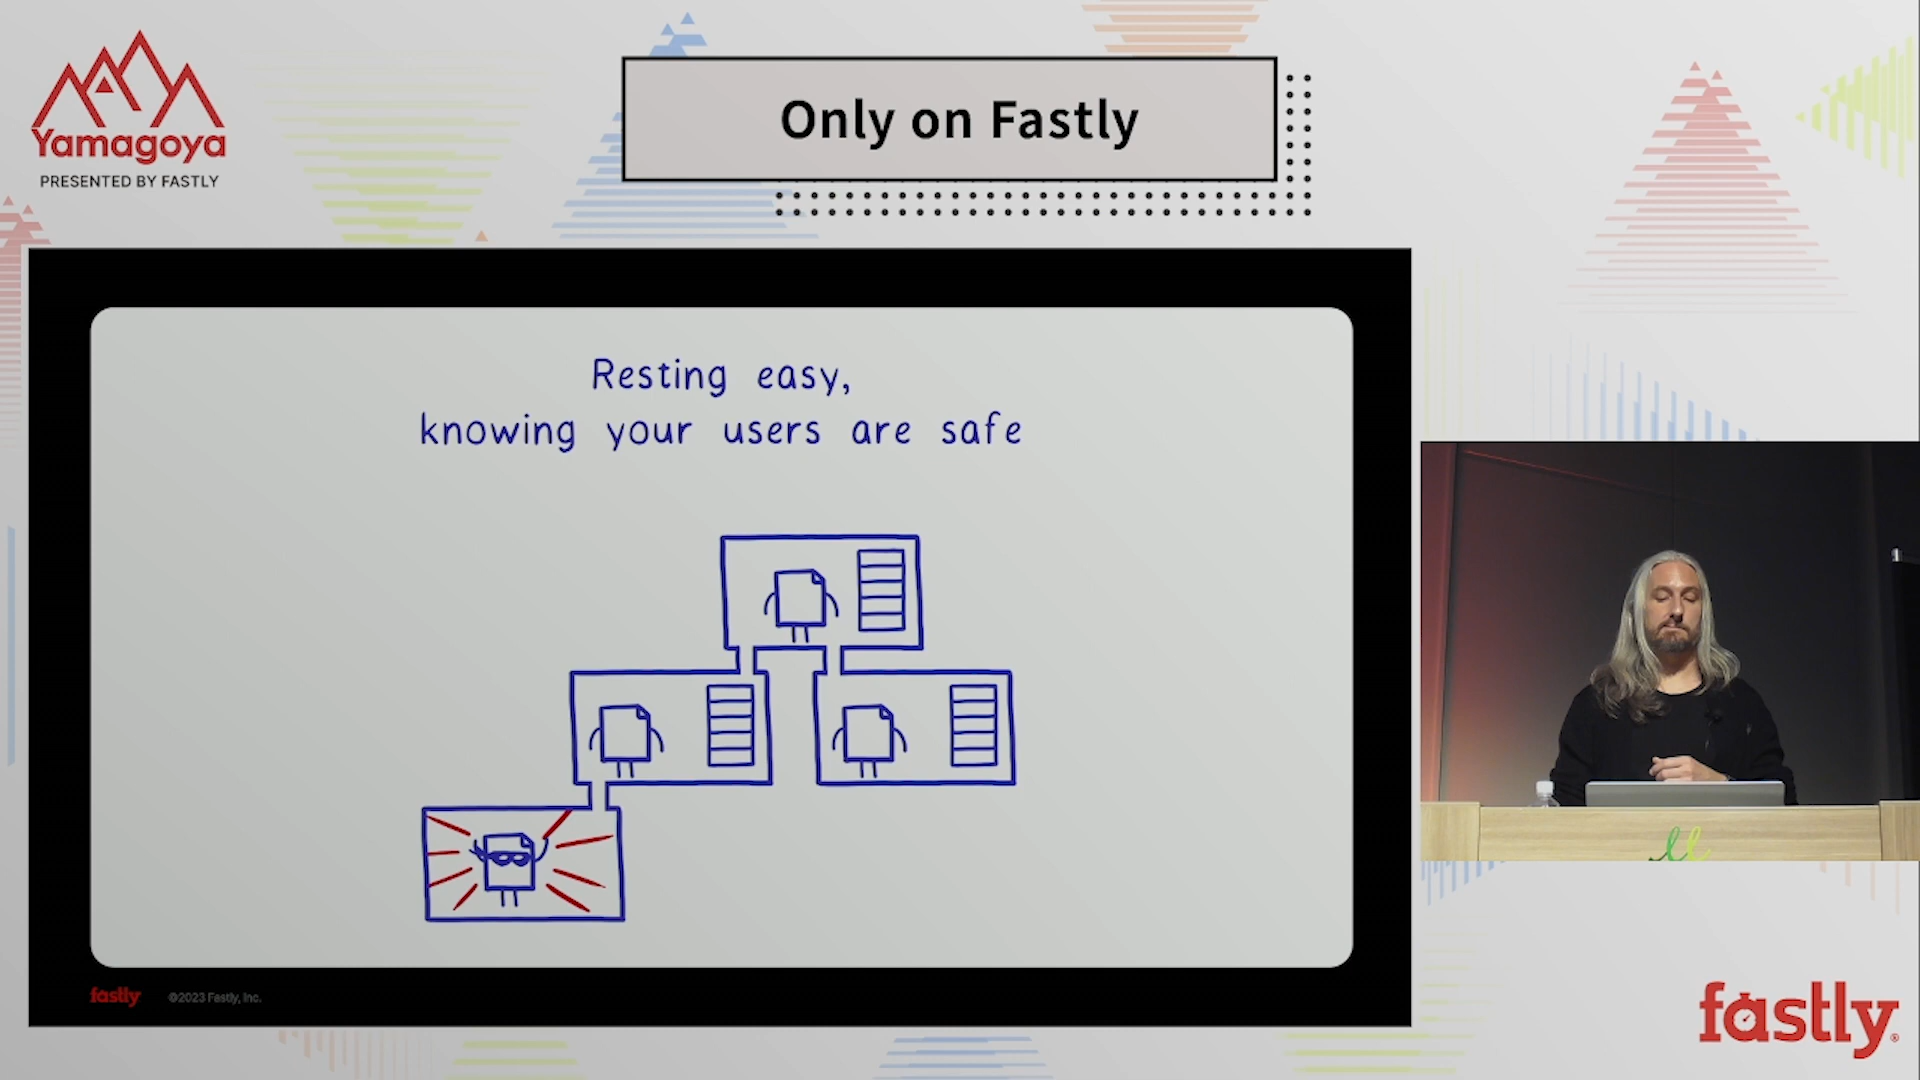 Yamagoya
PRESENTED BY FASTLY
Only on Fastly
Resting easy,
knowing your users are safe
fastly
©2023 Fastly, Inc.
fastly®